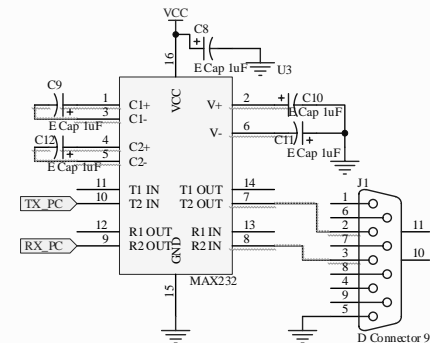 VCC
C8
E Cap 1uF
U3
16
VCC
C9
E Cap 1uF
1
C1+
3
C1-
C12
4
C2+
E Cap 1uF
5
C2-
V+
2
C10
E Cap 1uF
V-
6
C11
E Cap 1uF
11
T1 IN
T1 OUT
14
TX_PC
10
T2 IN
T2 OUT
7
12
R1 OUT
R1 IN
13
RX_PC
9
R2 OUT
R2 IN
8
GND
MAX232
15
J1
1
6
2
7
3
8
4
9
5
11
10
D Connector 9